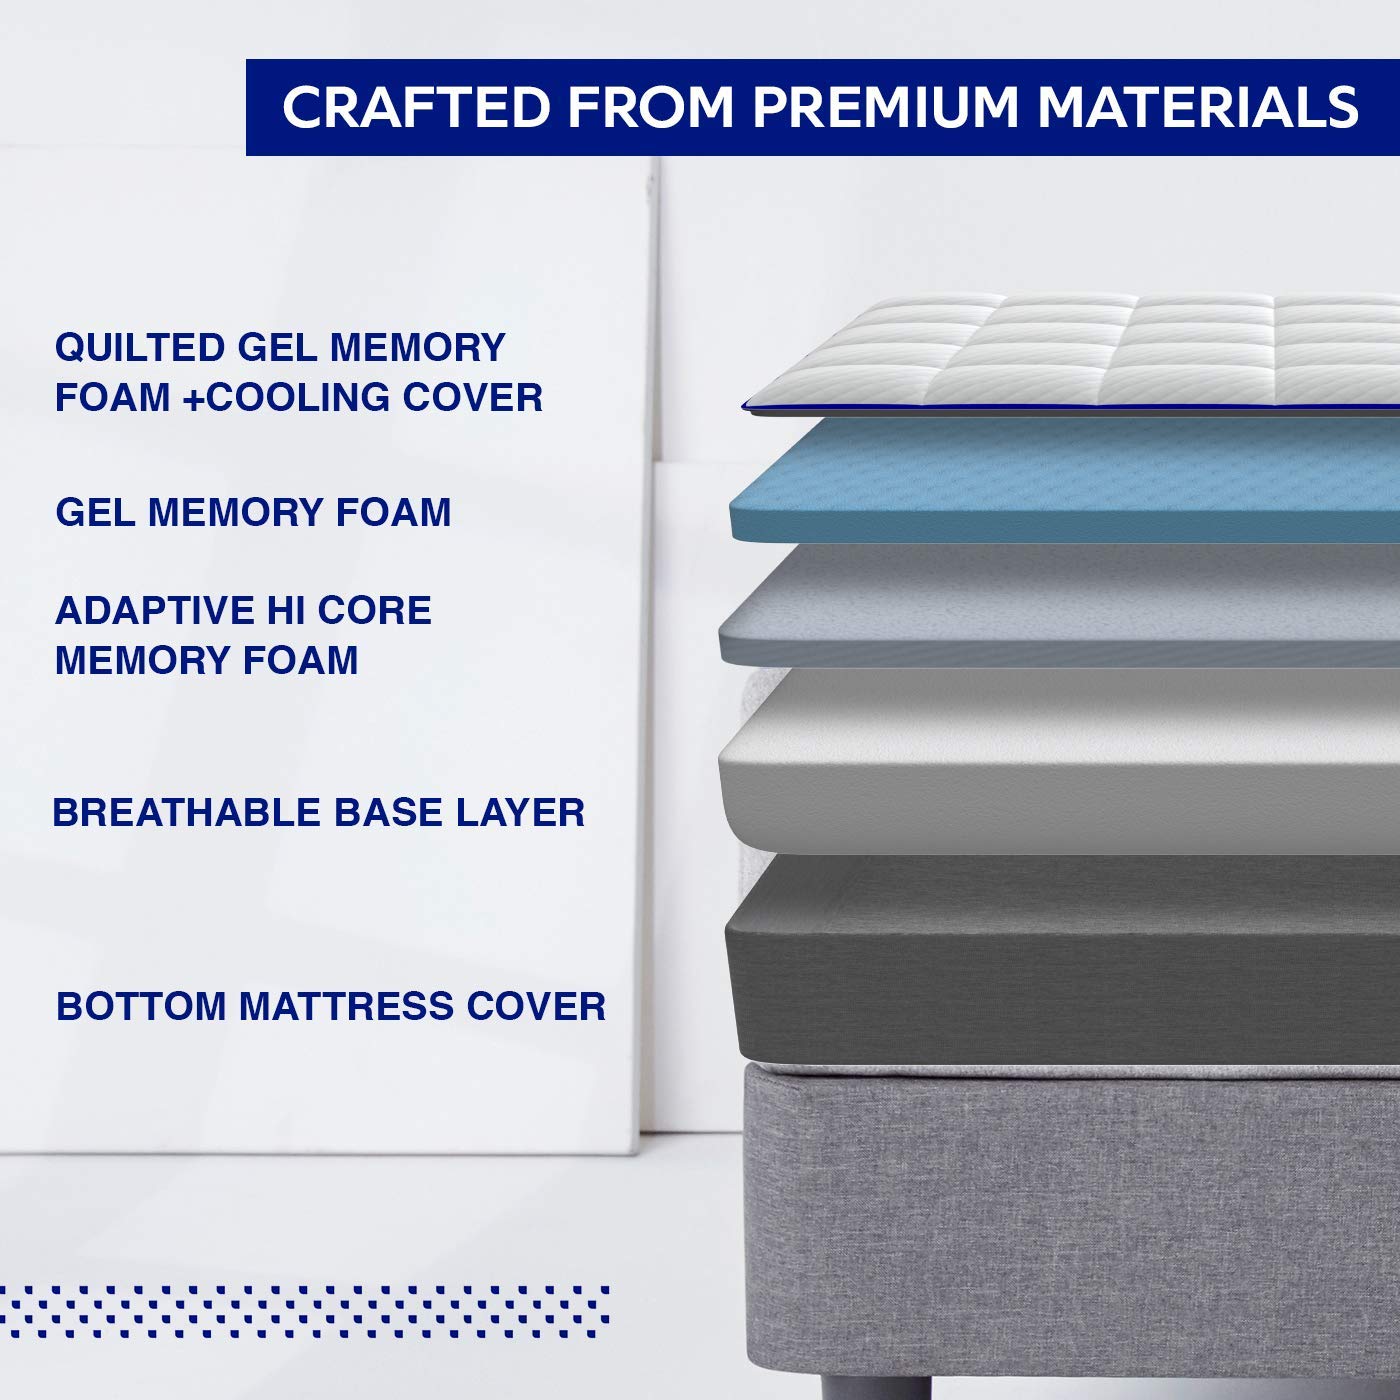 CRAFTED FROM PREMIUM MATERIALS
QUILTED GEL MEMORY
FOAM +COOLING COVER
GEL MEMORY FOAM
ADAPTIVE HI CORE
MEMORY FOAM
BREATHABLE BASE LAYER
BOTTOM MATTRESS COVER